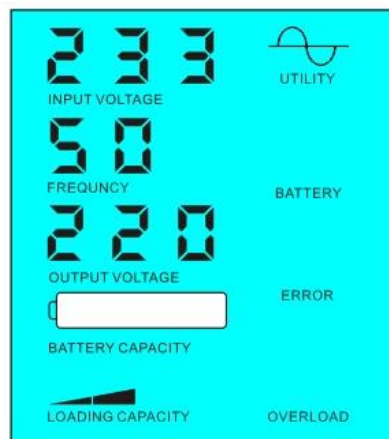 233
UTILITY
INPUT VOLTAGE
50
FREQUNCY
BATTERY
220
OUTPUT VOLTAGE
ERROR
BATTERY CAPACITY
LOADING CAPACITY
OVERLOAD